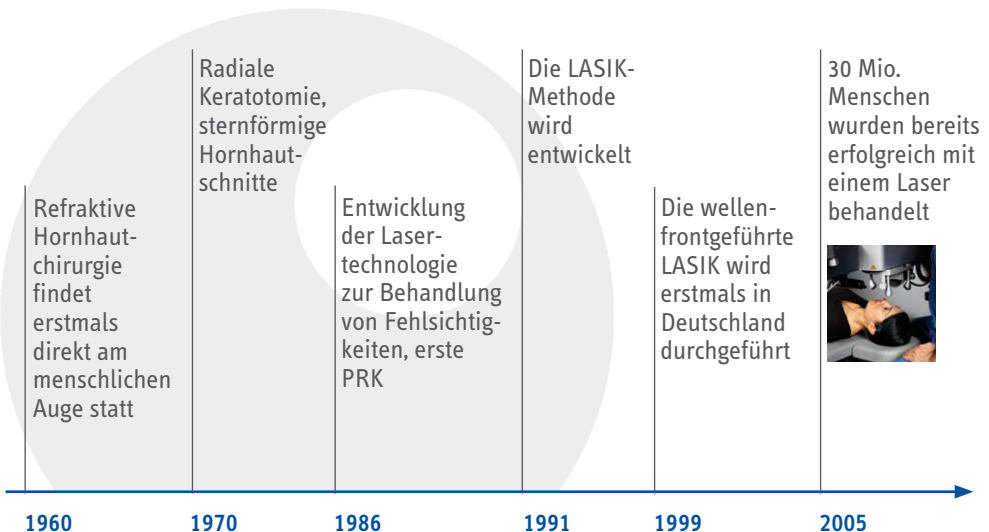 Refraktive
Hornhaut-
chirurgie
findet
erstmals
direkt am
menschlichen
Auge statt
1960
Radiale
Keratotomie,
sternförmige
Hornhaut-
schnitte
1970
Entwicklung
der Laser-
technologie
zur Behandlung
von Fehlsichtig-
keiten, erste
PRK
1986
Die LASIK-
Methode
wird
entwickelt
1991
Die wellen-
frontgeführte
LASIK wird
erstmals in
Deutschland
durchgeführt
1999
30 Mio.
Menschen
wurden bereits
erfolgreich mit
einem Laser
behandelt
2005